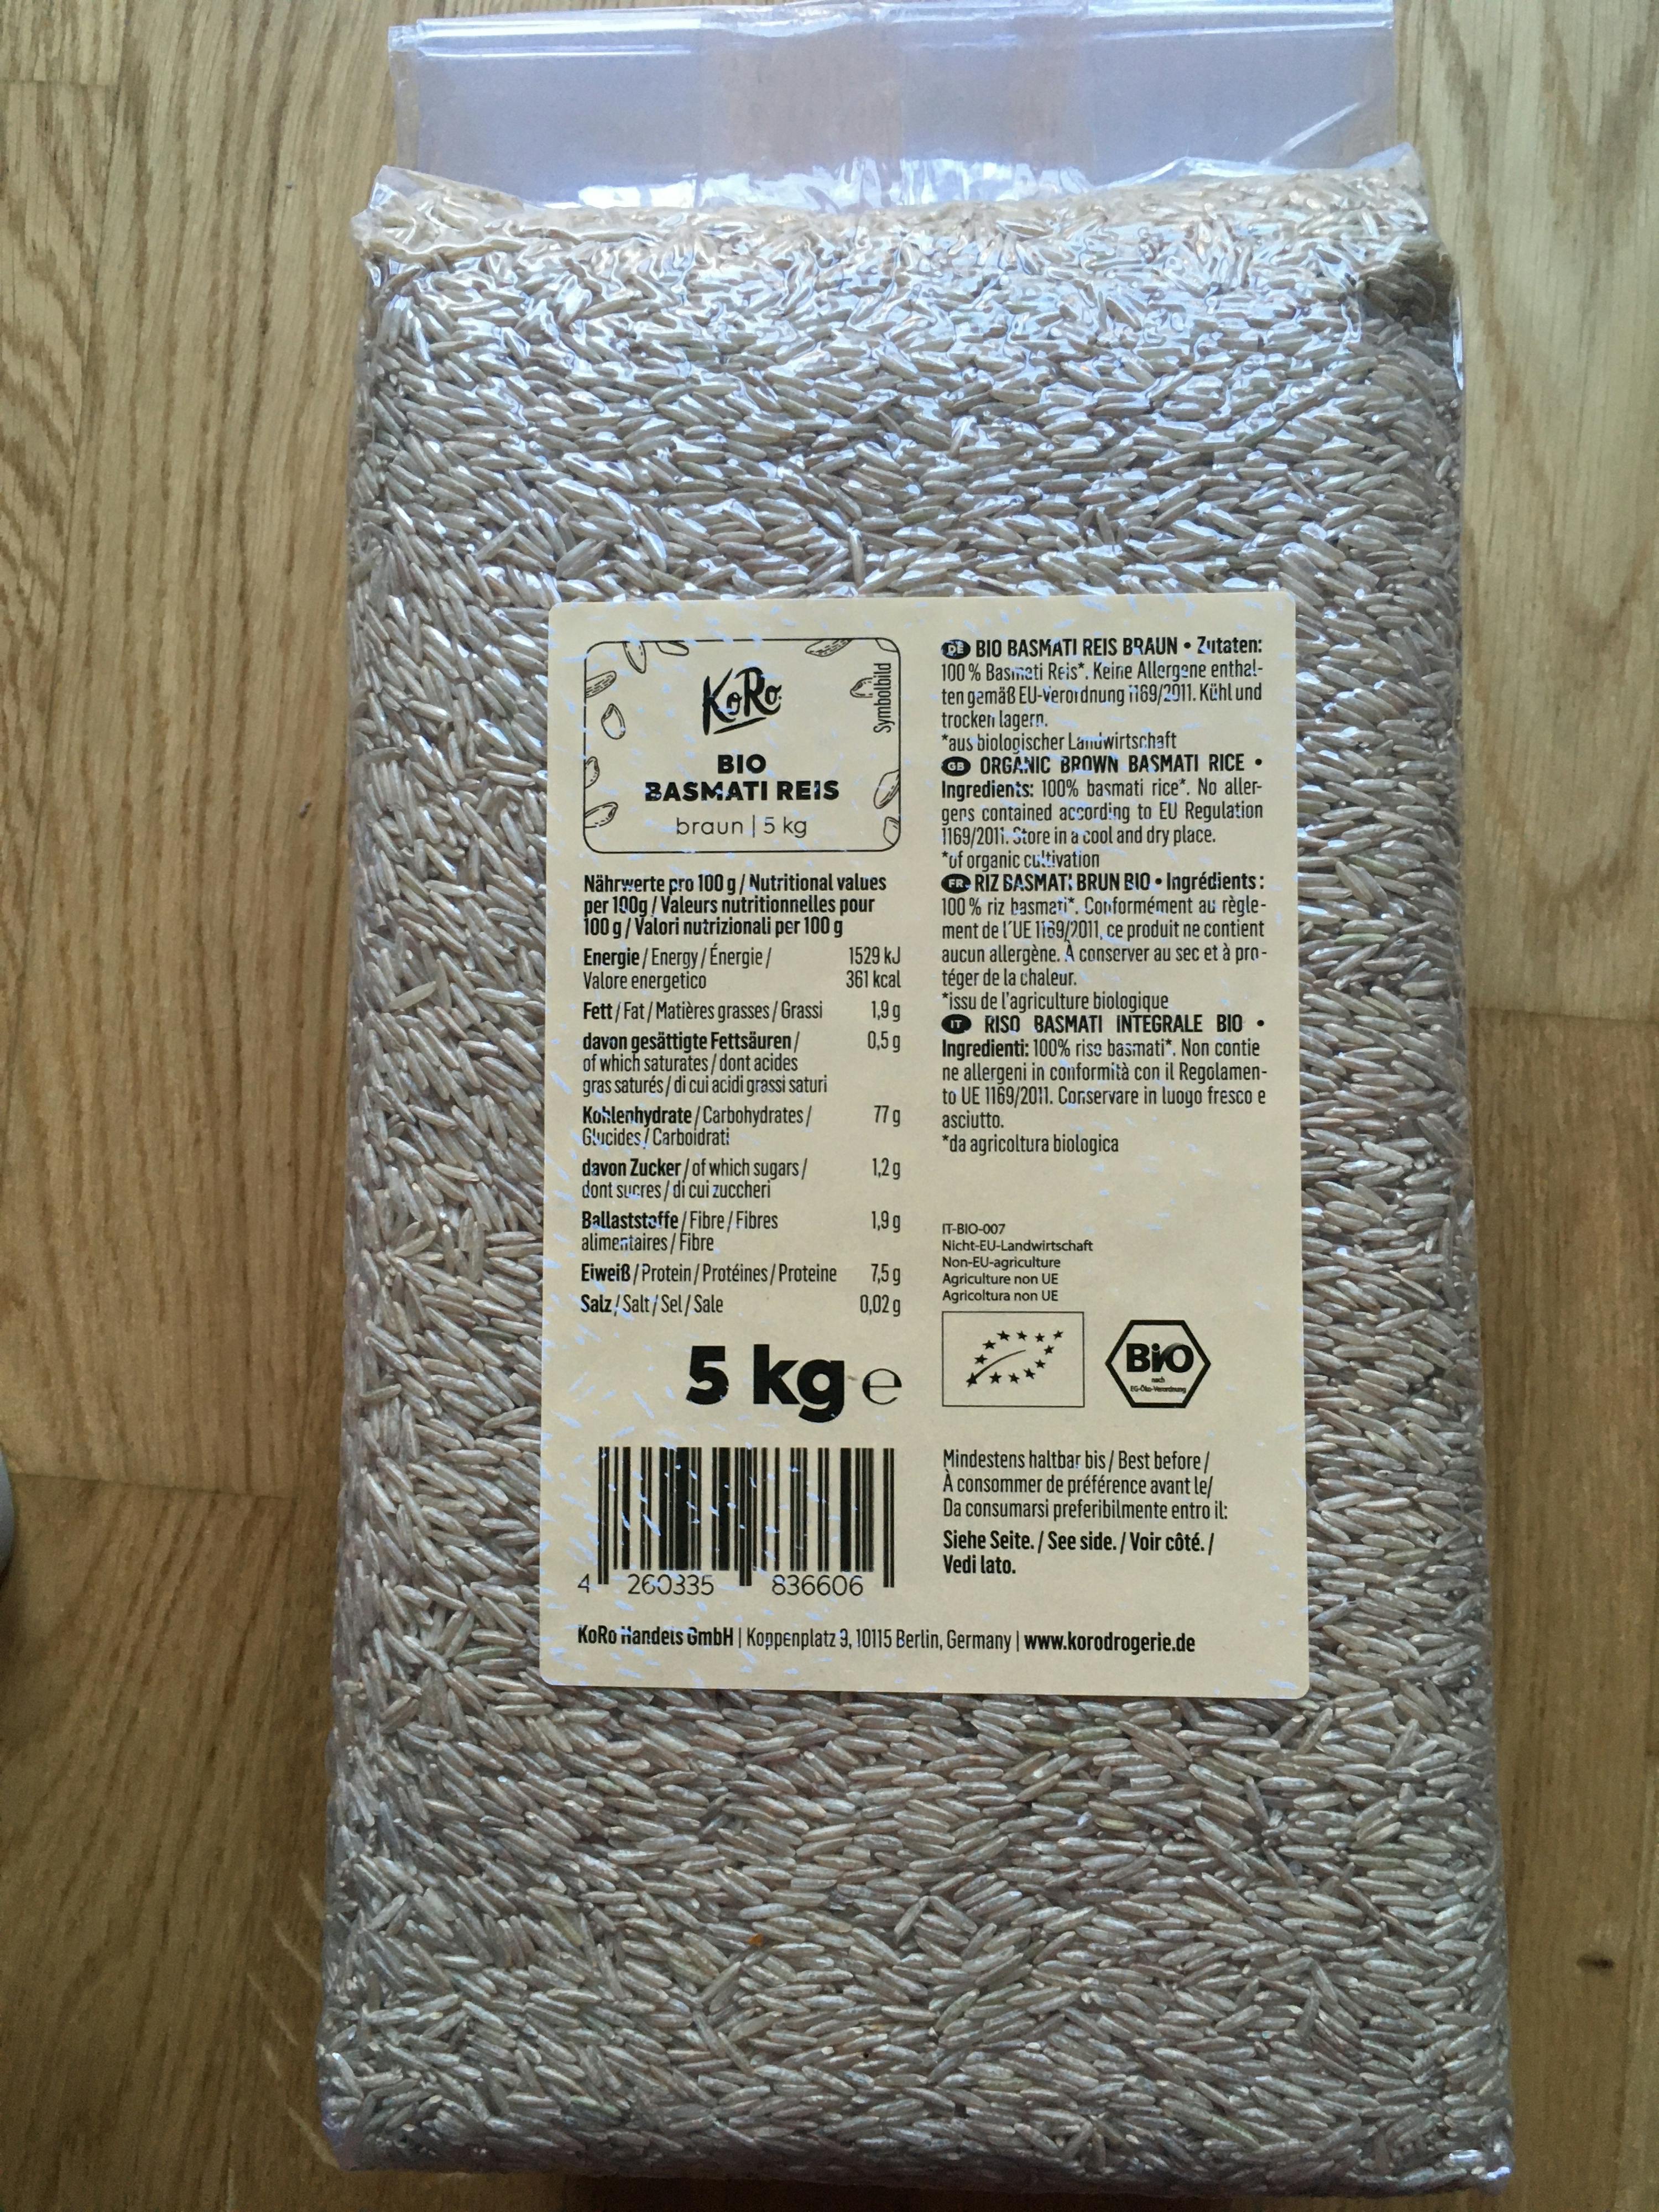 KoRo
Symbolbild
BIO
BASMATI REIS
braun | 5 kg
Nährwerte pro 100 g / Nutritional values
per 100g / Valeurs nutritionnelles pour
100 g / Valori nutrizionali per 100 g
Energie / Energy / Énergie / 1529 kJ
Valore energetico 361 kcal
Fett / Fat / Matières grasses / Grassi 1,9 g
davon gesättigte Fettsäuren / 0,5 g
of which saturates / dont acides
gras saturés / di cui acidi grassi saturi
Kohlenhydrate / Carbohydrates / 77 g
Glucides / Carboidrati
davon Zucker / of which sugars / 1,2 g
dont sucres / di cui zuccheri
Ballaststoffe / Fibre / Fibres 1,9 g
alimentaires / Fibre
Eiweiß / Protein / Protéines / Proteine 7,5 g
Salz / Salt / Sel / Sale 0,02 g
5 kg e
4 260335 836606
DE BIO BASMATI REIS BRAUN • Zutaten:
100 % Basmati Reis*. Keine Allergene enthal-
ten gemäß EU-Verordnung 1169/2011. Kühl und
trocken lagern.
*aus biologischer Landwirtschaft
GB ORGANIC BROWN BASMATI RICE •
Ingredients: 100% basmati rice*. No aller-
gens contained according to EU Regulation
1169/2011. Store in a cool and dry place.
*of organic cultivation
FR RIZ BASMATI BRUN BIO • Ingrédients :
100 % riz basmati*. Conformément au règle-
ment de l'UE 1169/2011, ce produit ne contient
aucun allergène. À conserver au sec et à pro-
téger de la chaleur.
*issu de l'agriculture biologique
IT RISO BASMATI INTEGRALE BIO •
Ingredienti: 100% riso basmati*. Non contie
ne allergeni in conformità con il Regolamen-
to UE 1169/2011. Conservare in luogo fresco e
asciutto.
*da agricoltura biologica
IT-BIO-007
Nicht-EU-Landwirtschaft
Non-EU-agriculture
Agriculture non UE
Agricoltura non UE
Bio
nach
EG-Öko-Verordnung
Mindestens haltbar bis / Best before /
À consommer de préférence avant le/
Da consumarsi preferibilmente entro il:
Siehe Seite. / See side. / Voir côté. /
Vedi lato.
KoRo Handels GmbH | Koppenplatz 9, 10115 Berlin, Germany | www.korodrogerie.de